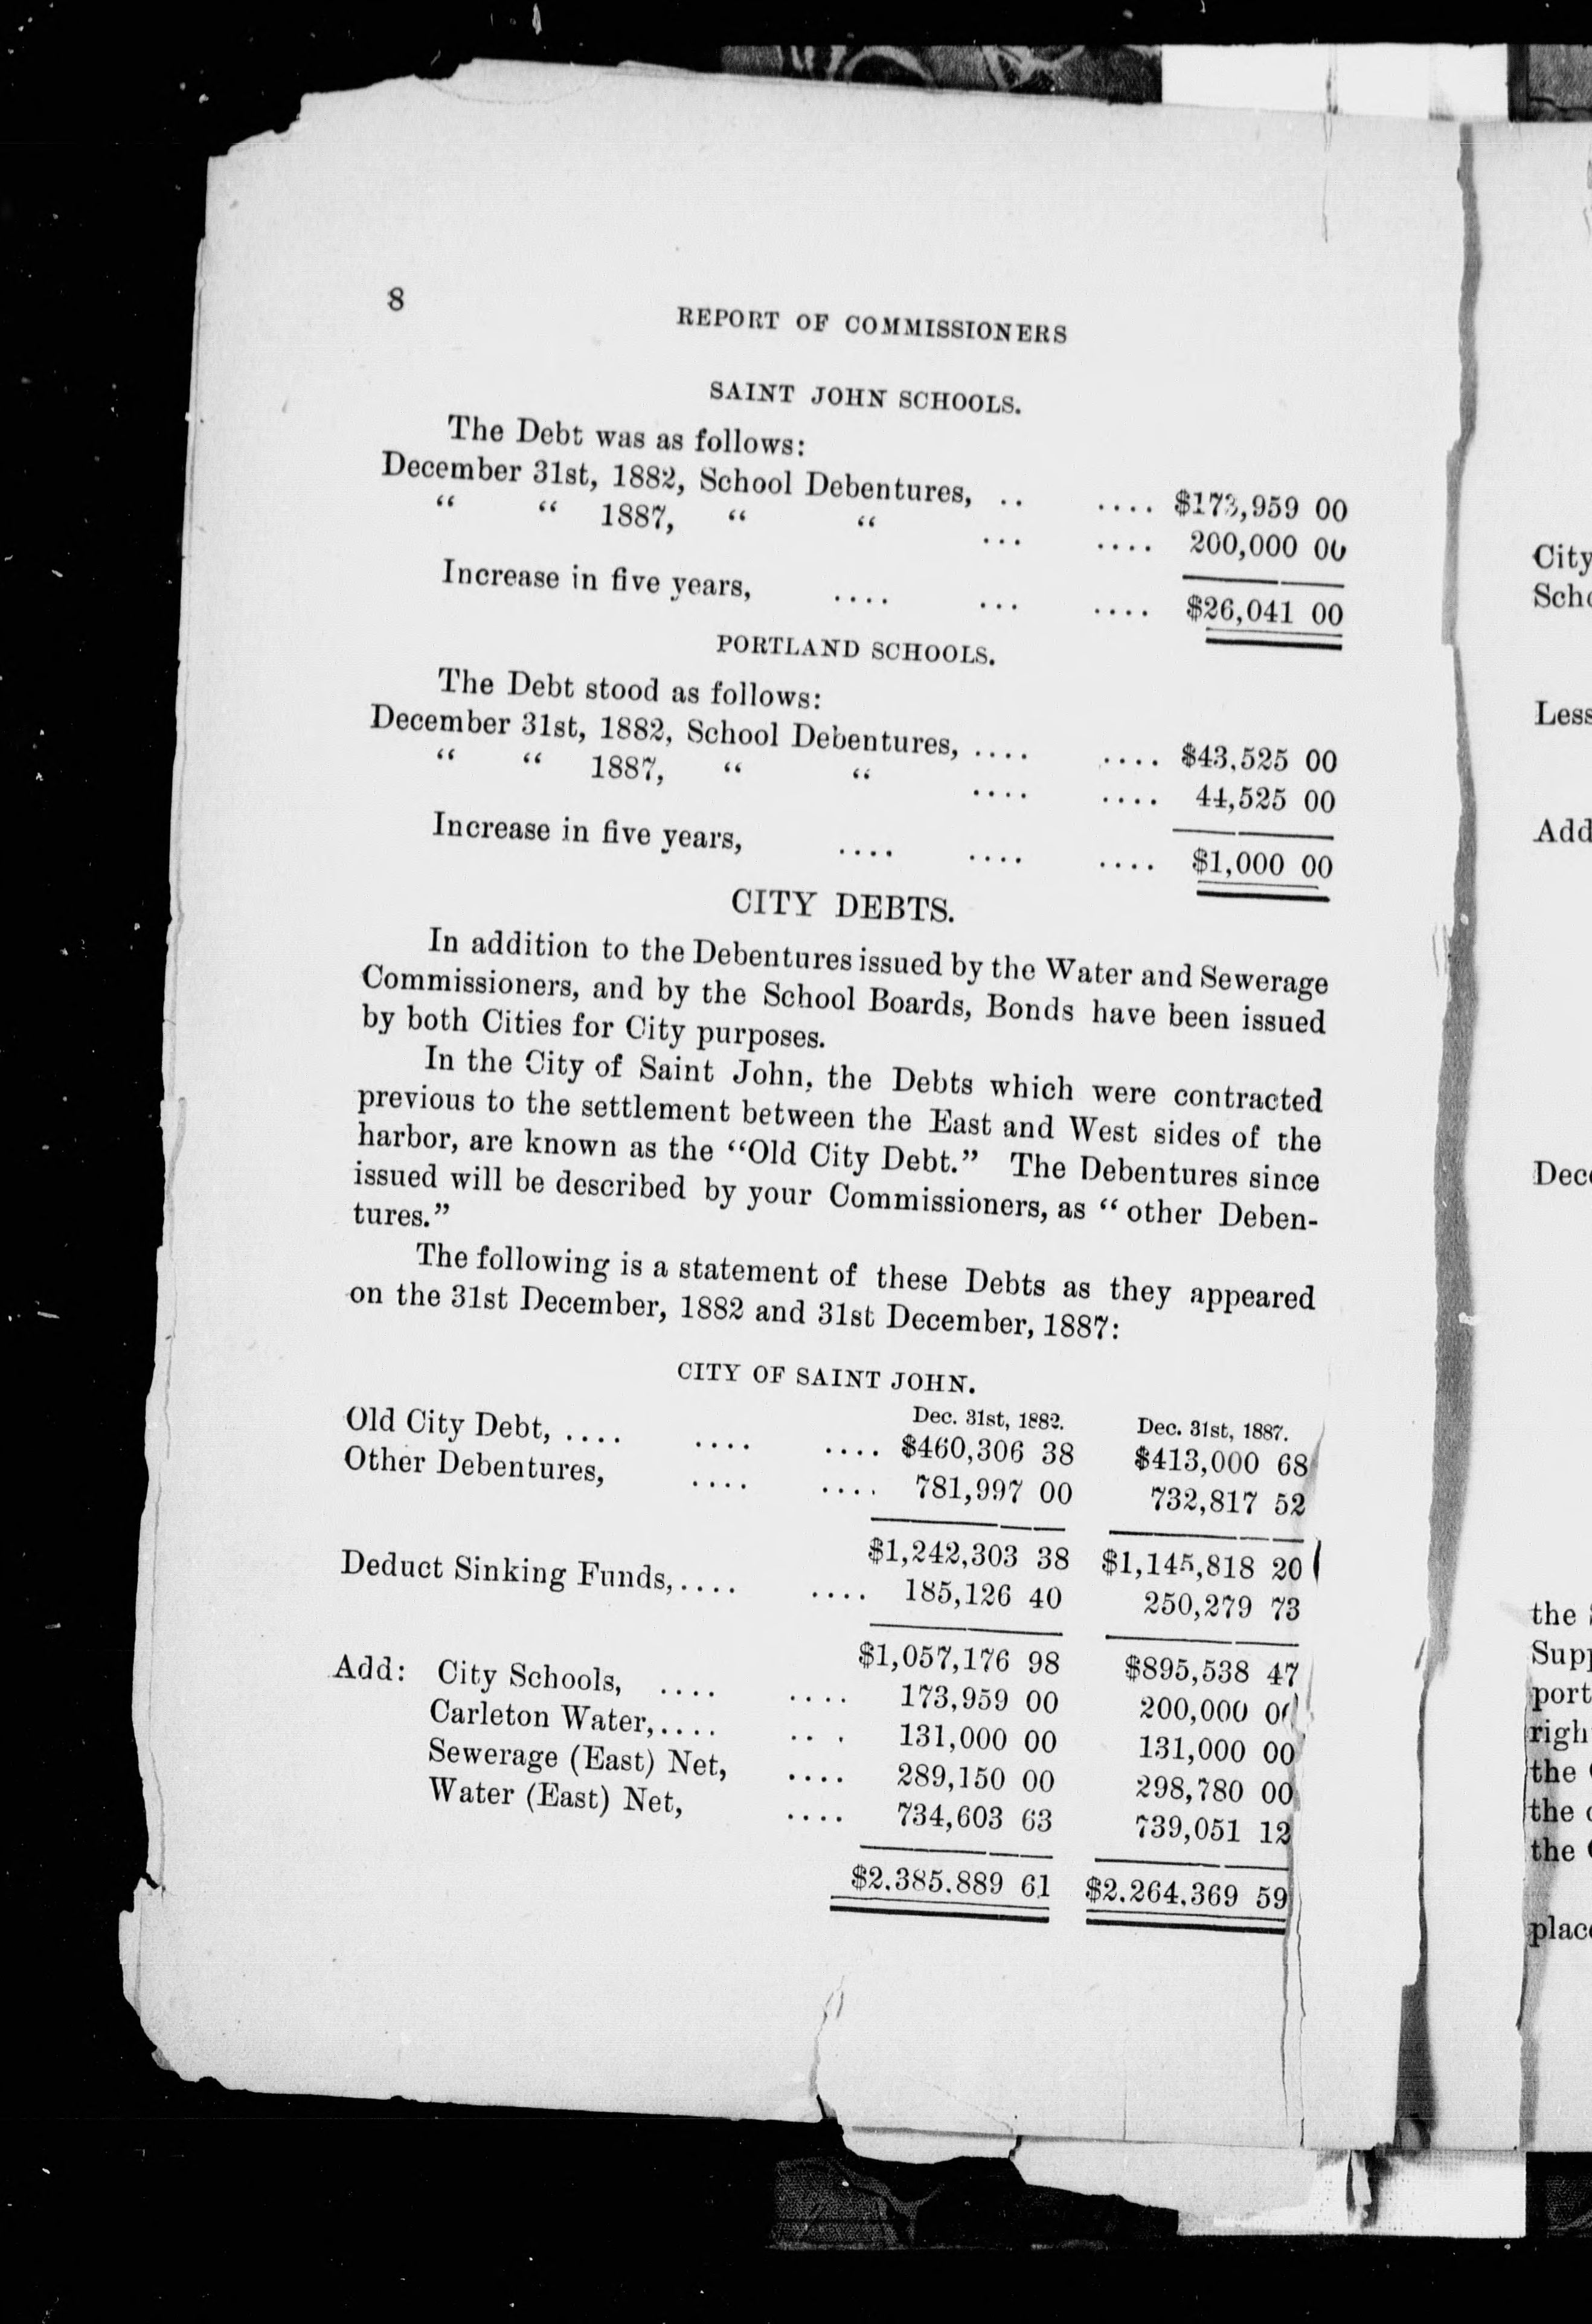 8
REPORT OF COMMISSIONERS
SAINT JOHN SCHOOLS.
The Debt was as follows:
December 31st, 1882, School Debentures, .. .... $173,959 00
“ “ 1887, “ “ ... .... 200,000 00
Increase in five years, .... ... .... $26,041 00
PORTLAND SCHOOLS.
The Debt stood as follows:
December 31st, 1882, School Debentures, .... .... $43,525 00
“ “ 1887, “ “ .... .... 44,525 00
Increase in five years, .... .... .... $1,000 00
CITY DEBTS.
In addition to the Debentures issued by the Water and Sewerage
Commissioners, and by the School Boards, Bonds have been issued
by both Cities for City purposes.
In the City of Saint John, the Debts which were contracted
previous to the settlement between the East and West sides of the
harbor, are known as the “Old City Debt.” The Debentures since
issued will be described by your Commissioners, as “ other Deben-
tures.”
The following is a statement of these Debts as they appeared
on the 31st December, 1882 and 31st December, 1887:
CITY OF SAINT JOHN.
Dec. 31st, 1882. Dec. 31st, 1887.
Old City Debt, .... .... .... $460,306 38 $413,000 68
Other Debentures, .... .... 781,997 00 732,817 52
$1,242,303 38 $1,145,818 20
Deduct Sinking Funds,.... .... 185,126 40 250,279 73
$1,057,176 98 $895,538 47
Add: City Schools, .... .... 173,959 00 200,000 00
Carleton Water,.... .. . 131,000 00 131,000 00
Sewerage (East) Net, .... 289,150 00 298,780 00
Water (East) Net, .... 734,603 63 739,051 12
$2.385.889 61 $2.264.369 59
City
Less
Add
the
port
the
the
the